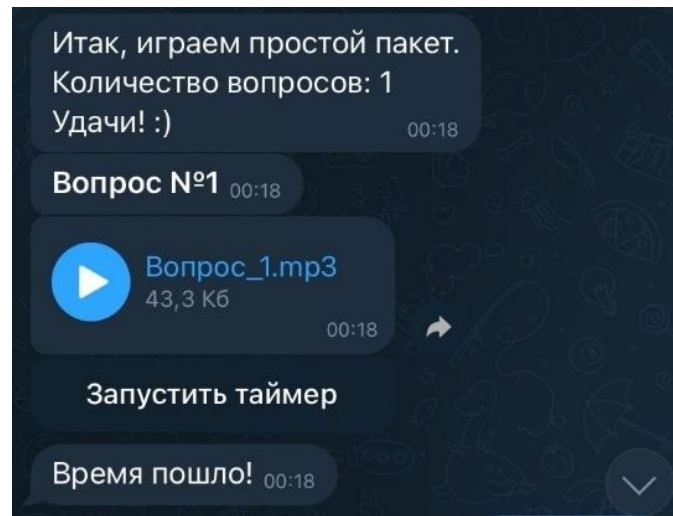 Итак, играем простой пакет.
Количество вопросов: 1
Удачи! :)
00:18
Вопрос №1 00:18
Вопрос_1.mp3
43,3 Кб
00:18
Запустить таймер
Время пошло! 00:18